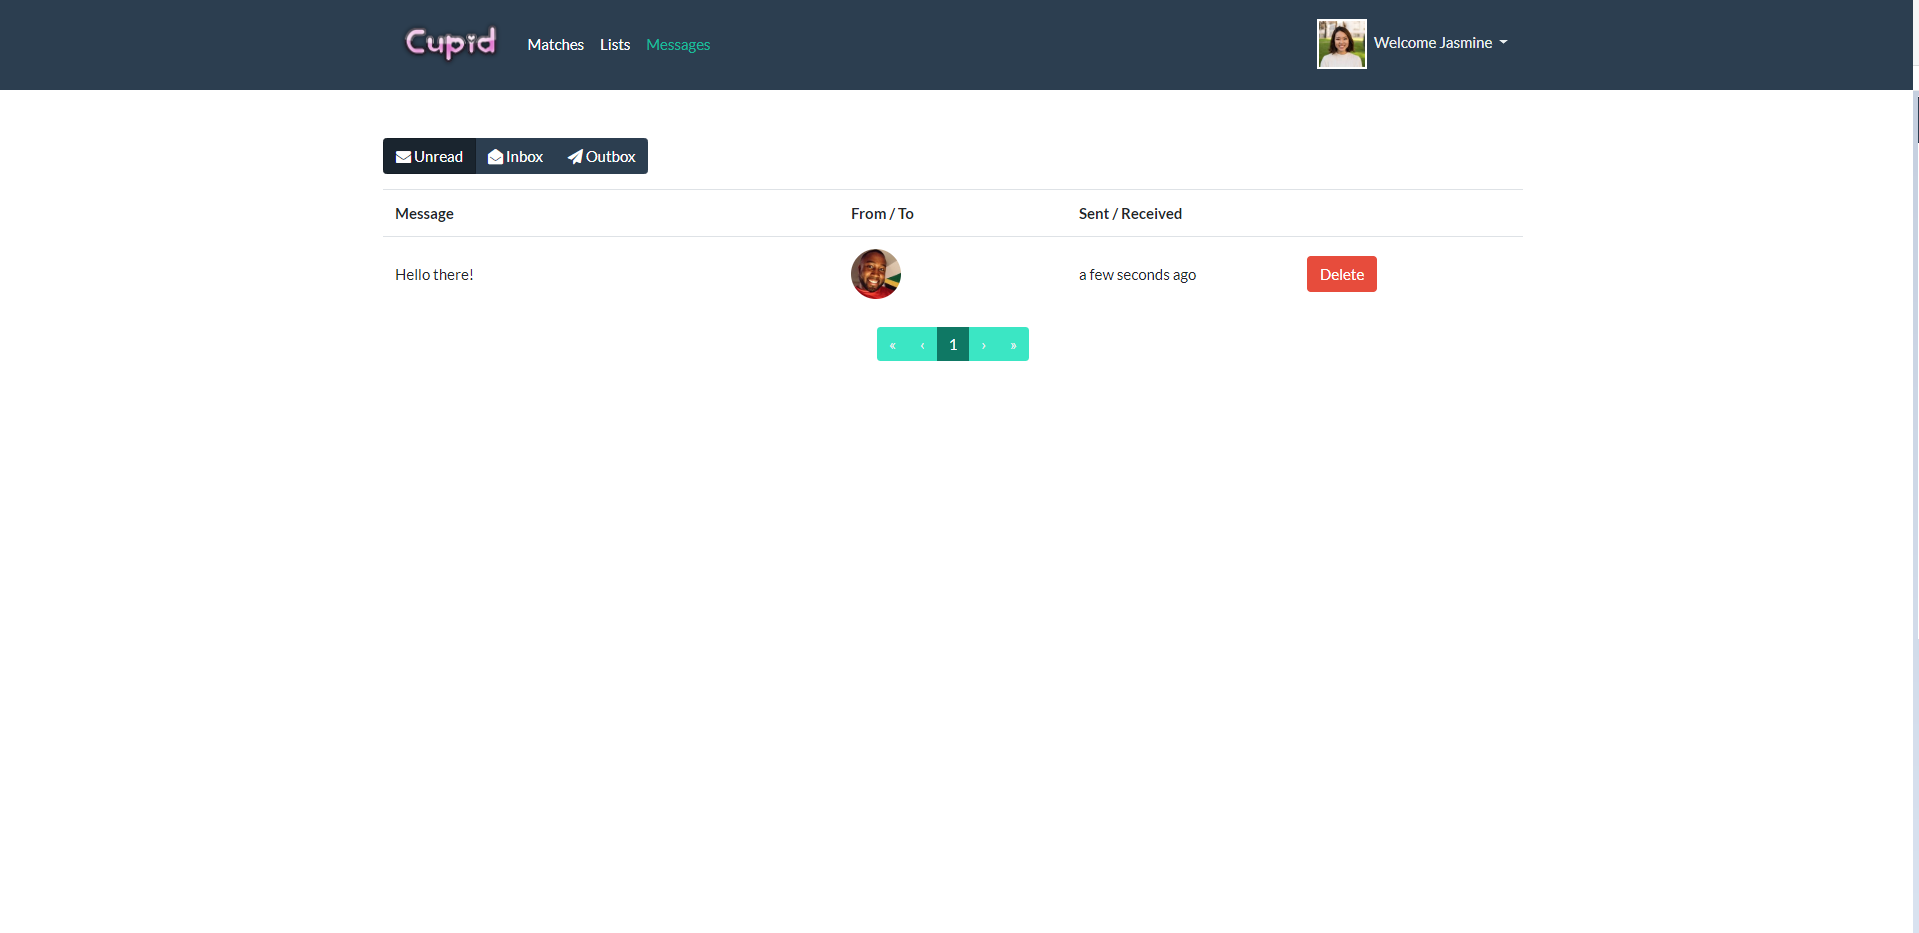 Cupid Matches Lists Messages Welcome Jasmine
Unread Inbox Outbox
Message From / To Sent / Received
Hello there! a few seconds ago Delete
« ‹ 1 › »